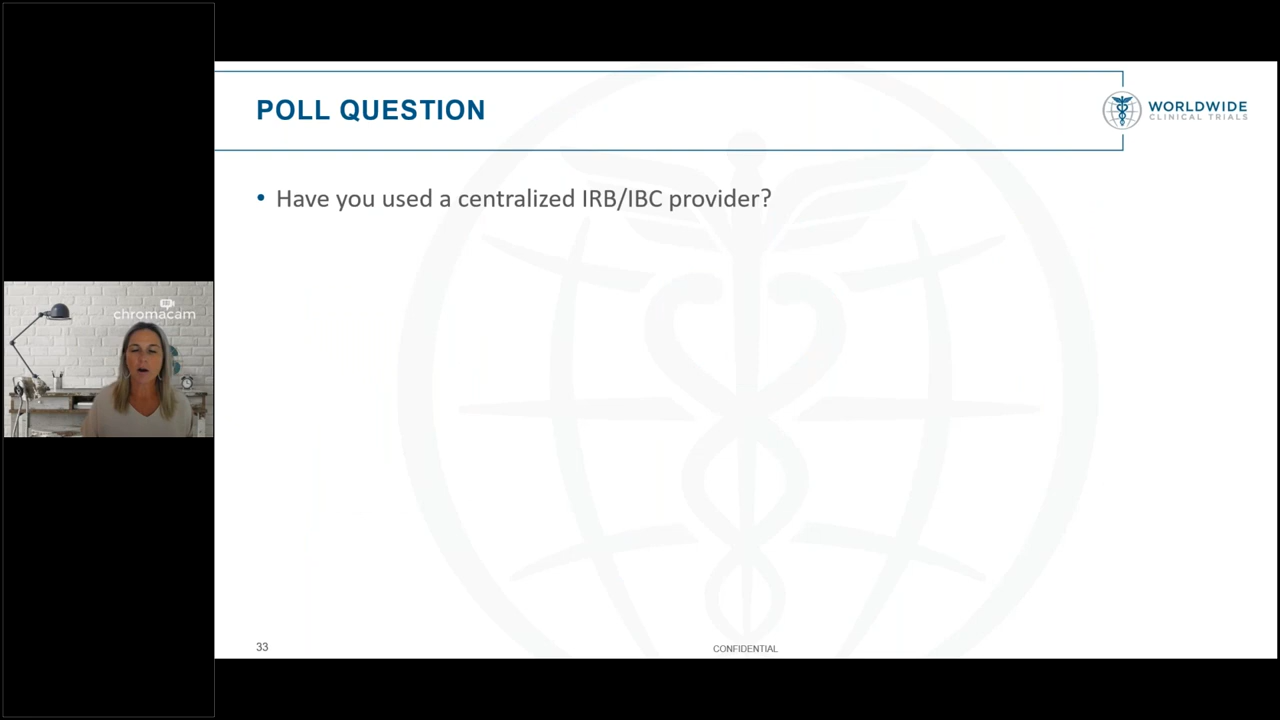 POLL QUESTION
WORLDWIDE
CLINICAL TRIALS
• Have you used a centralized IRB/IBC provider?
chromacam
33
CONFIDENTIAL